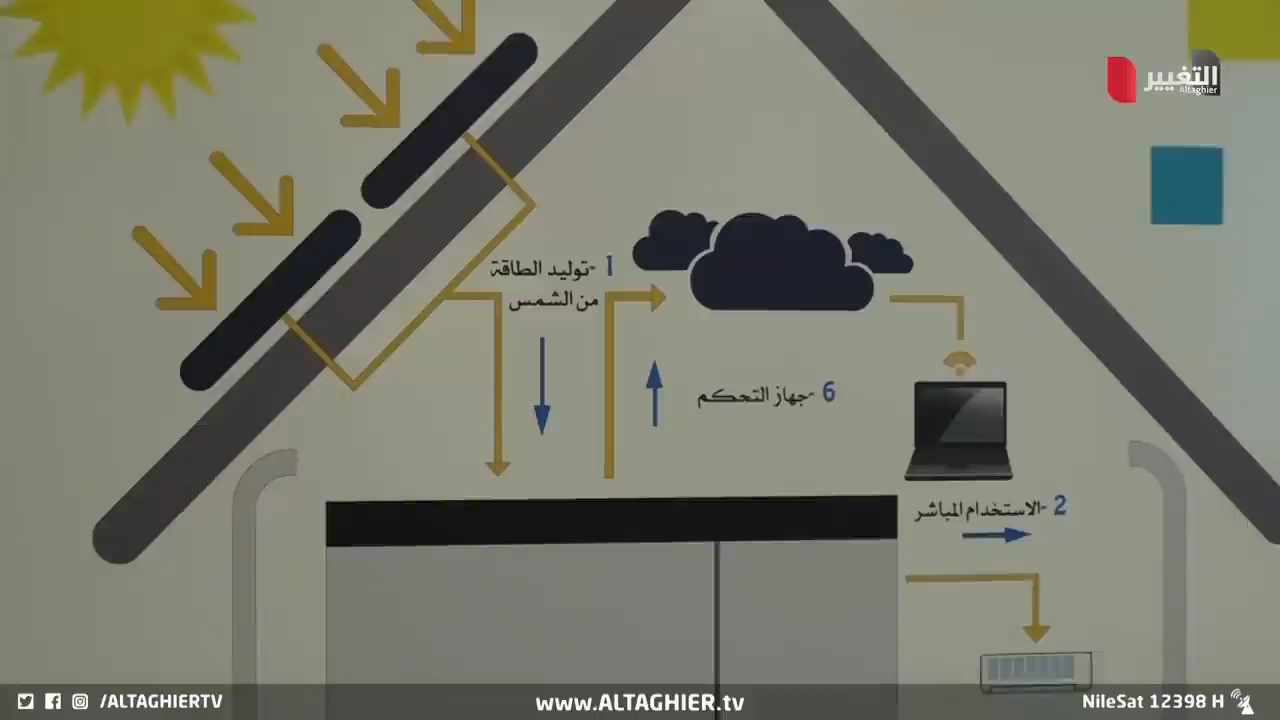 التغيير
Altaghier
1 -توليد الطاقة
من الشمس
6 -جهاز التحكم
2 -الاستخدام المباشر
/ALTAGHIERTV
www.ALTAGHIER.tv
NileSat 12398 H